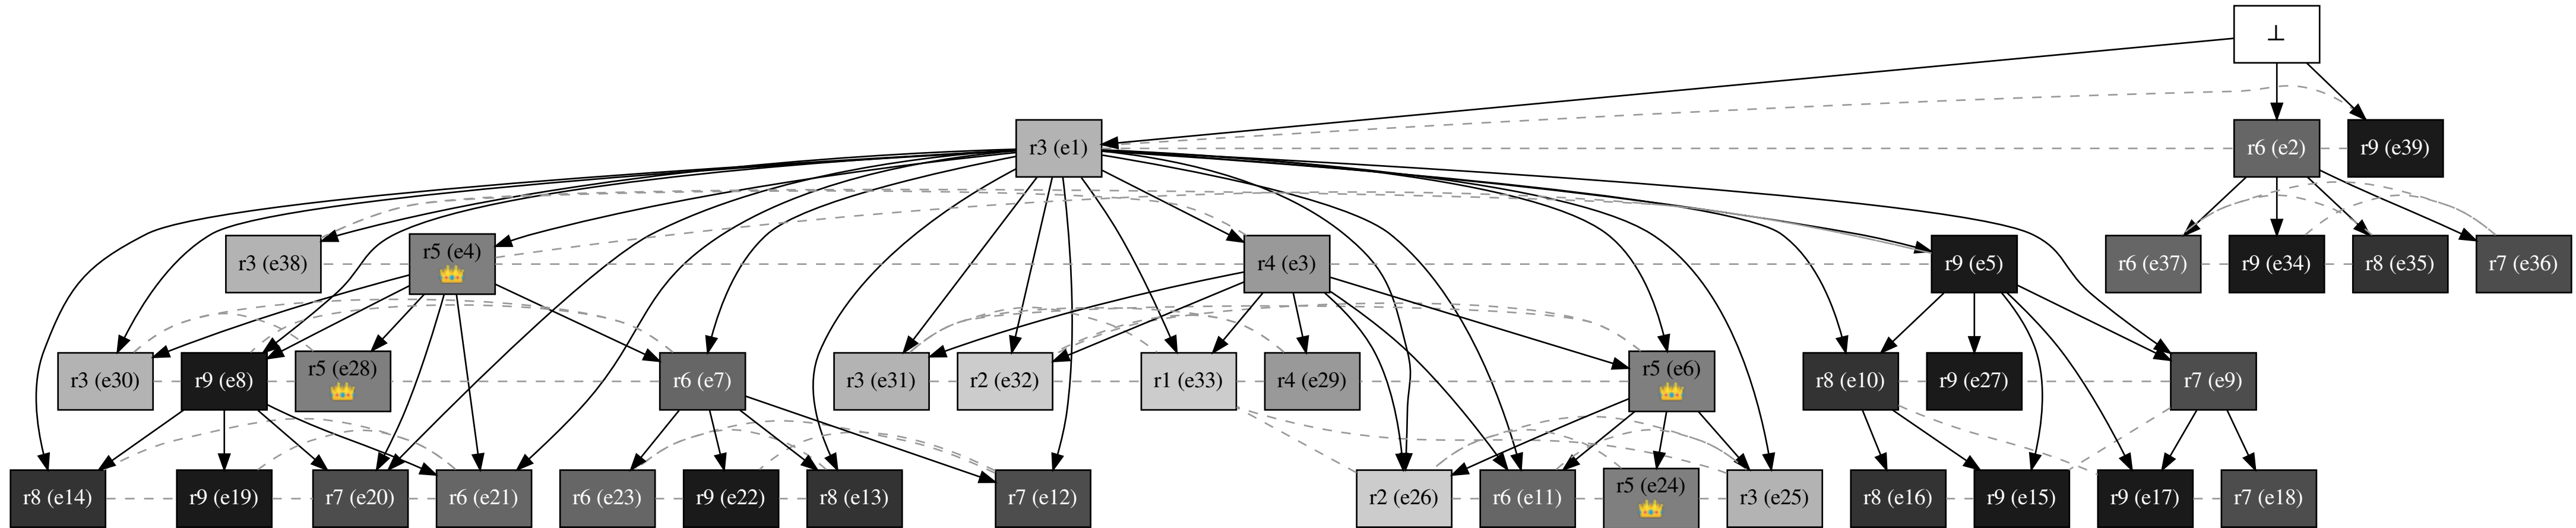 ⊥
r3 (e1)
r6 (e2)
r9 (e39)
r3 (e38)
r5 (e4)
👑
r4 (e3)
r9 (e5)
r6 (e37)
r9 (e34)
r8 (e35)
r7 (e36)
r3 (e30)
r9 (e8)
r5 (e28)
👑
r6 (e7)
r3 (e31)
r2 (e32)
r1 (e33)
r4 (e29)
r5 (e6)
👑
r8 (e10)
r9 (e27)
r7 (e9)
r8 (e14)
r9 (e19)
r7 (e20)
r6 (e21)
r6 (e23)
r9 (e22)
r8 (e13)
r7 (e12)
r2 (e26)
r6 (e11)
r5 (e24)
👑
r3 (e25)
r8 (e16)
r9 (e15)
r9 (e17)
r7 (e18)